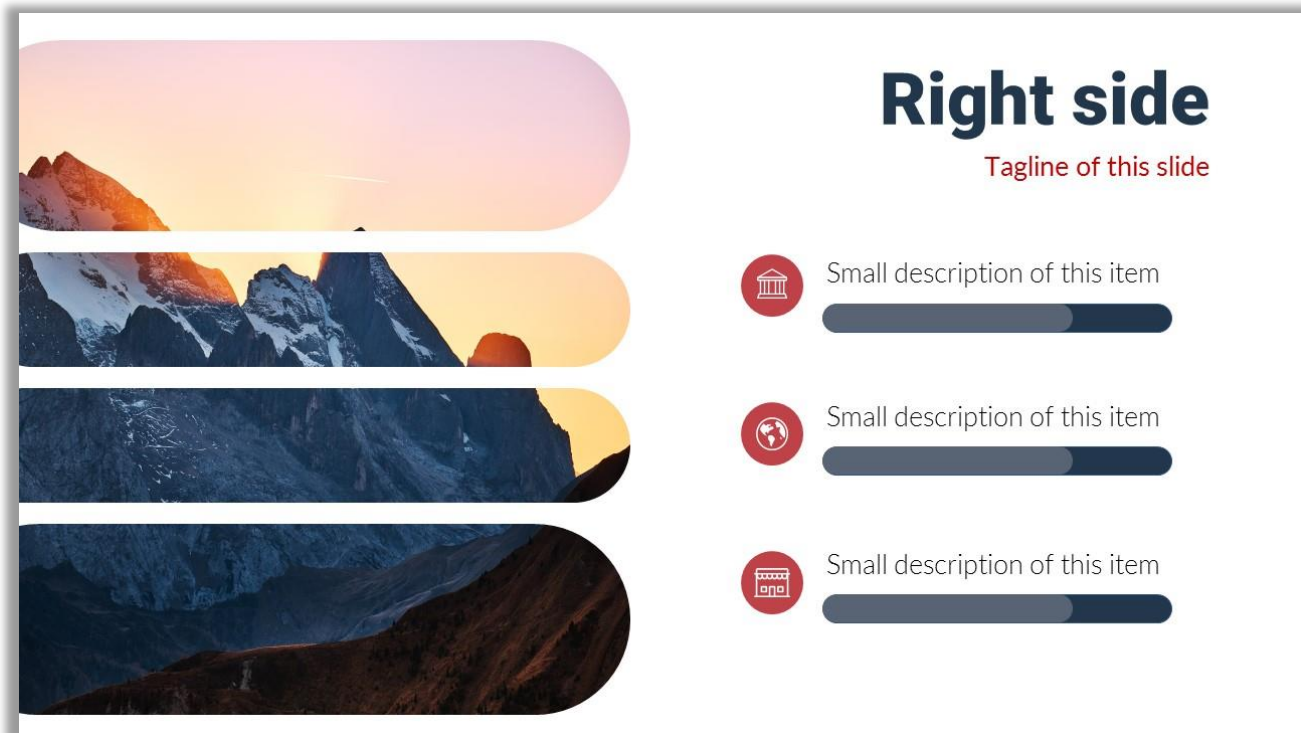 Right side
Tagline of this slide
Small description of this item
Small description of this item
Small description of this item